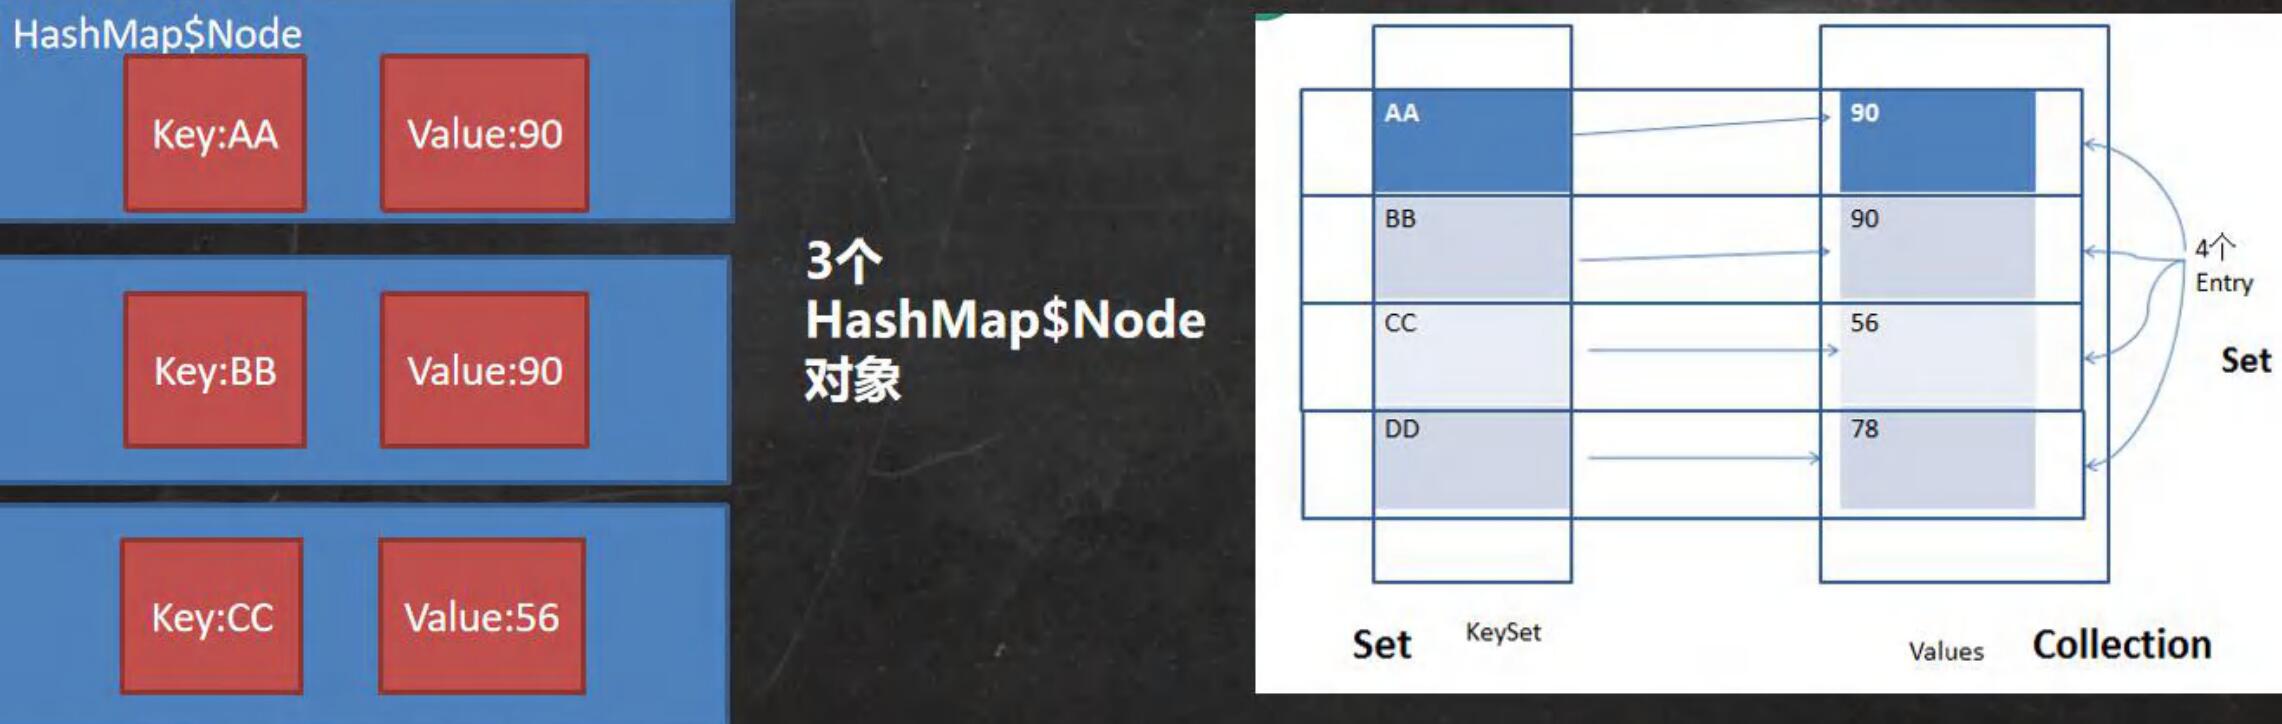 HashMap$Node
Key:AA
Value:90
Key:BB
Value:90
Key:CC
Value:56
3个
HashMap$Node
对象
AA
90
BB
90
CC
56
DD
78
4个
Entry
Set
Set
KeySet
Values
Collection